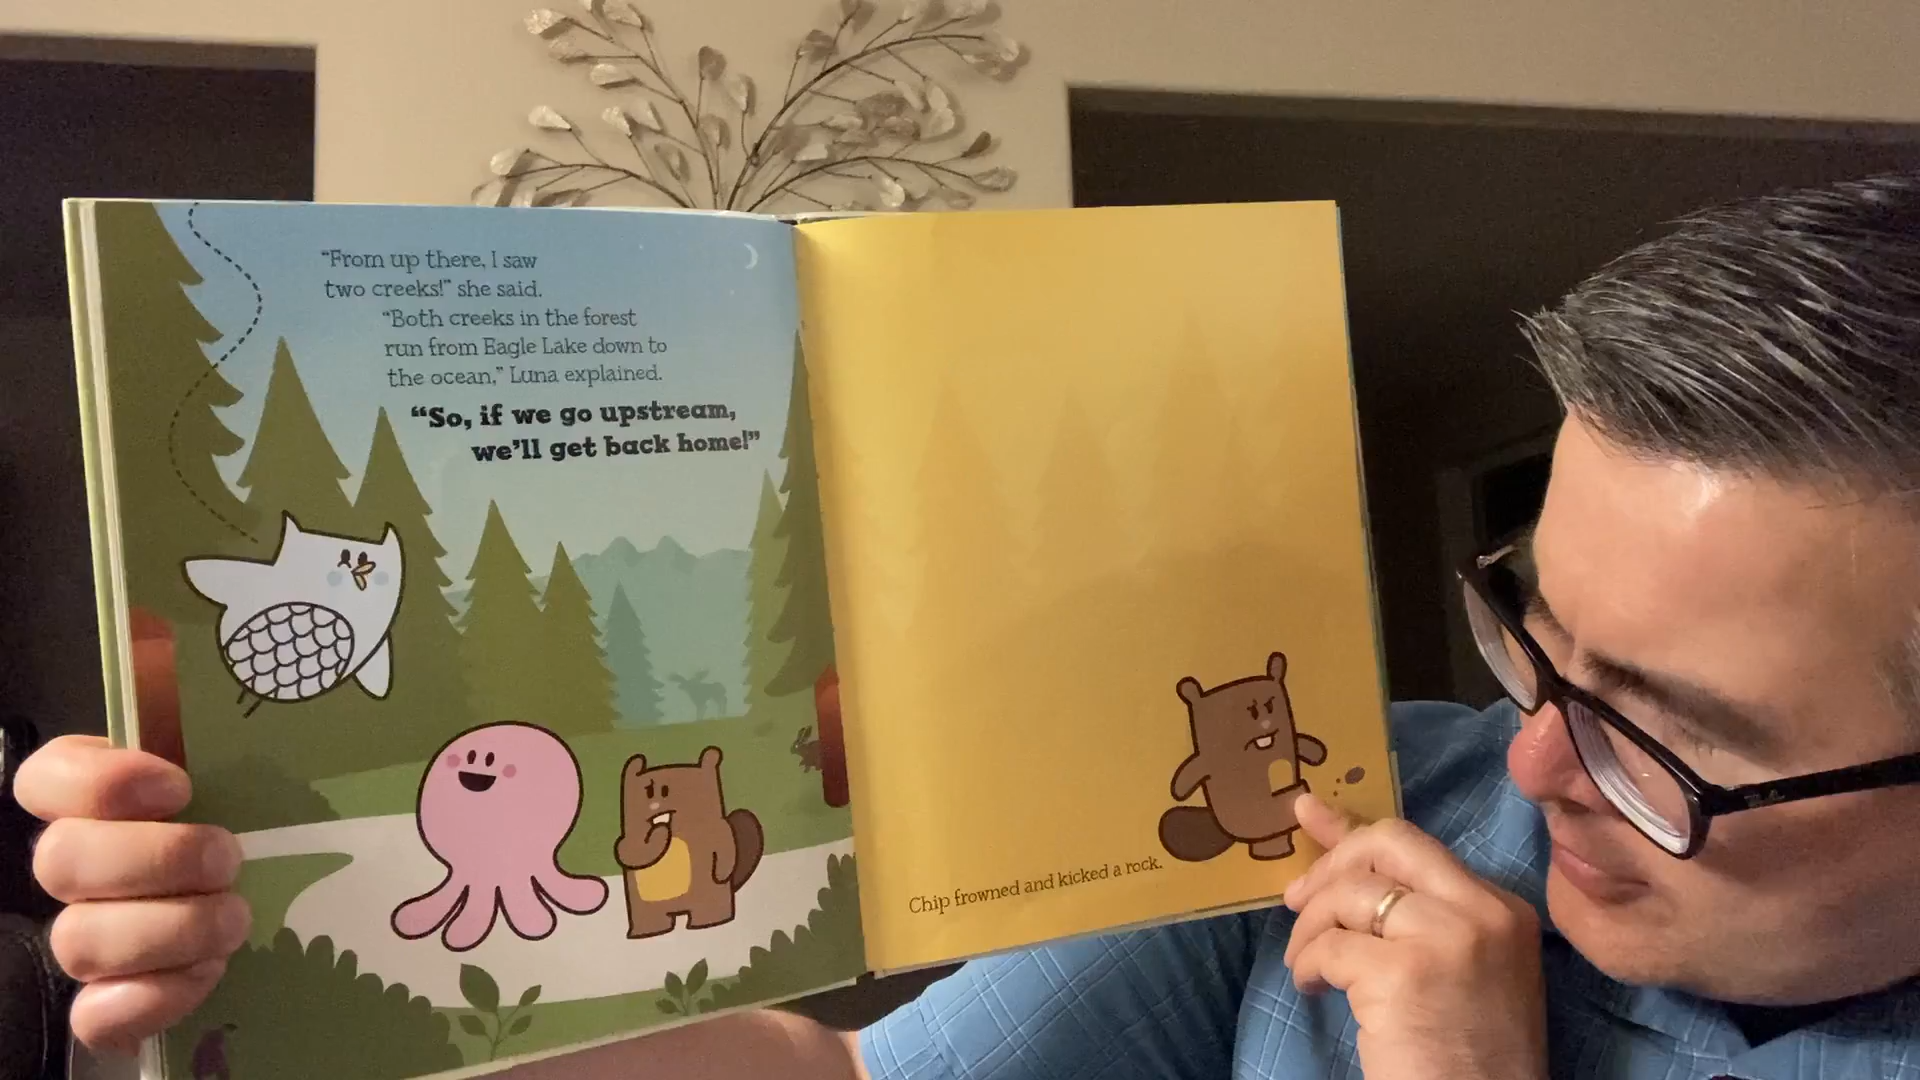 “From up there, I saw
two creeks!” she said.
“Both creeks in the forest
run from Eagle Lake down to
the ocean,” Luna explained.
“So, if we go upstream,
we’ll get back home!”
Chip frowned and kicked a rock.